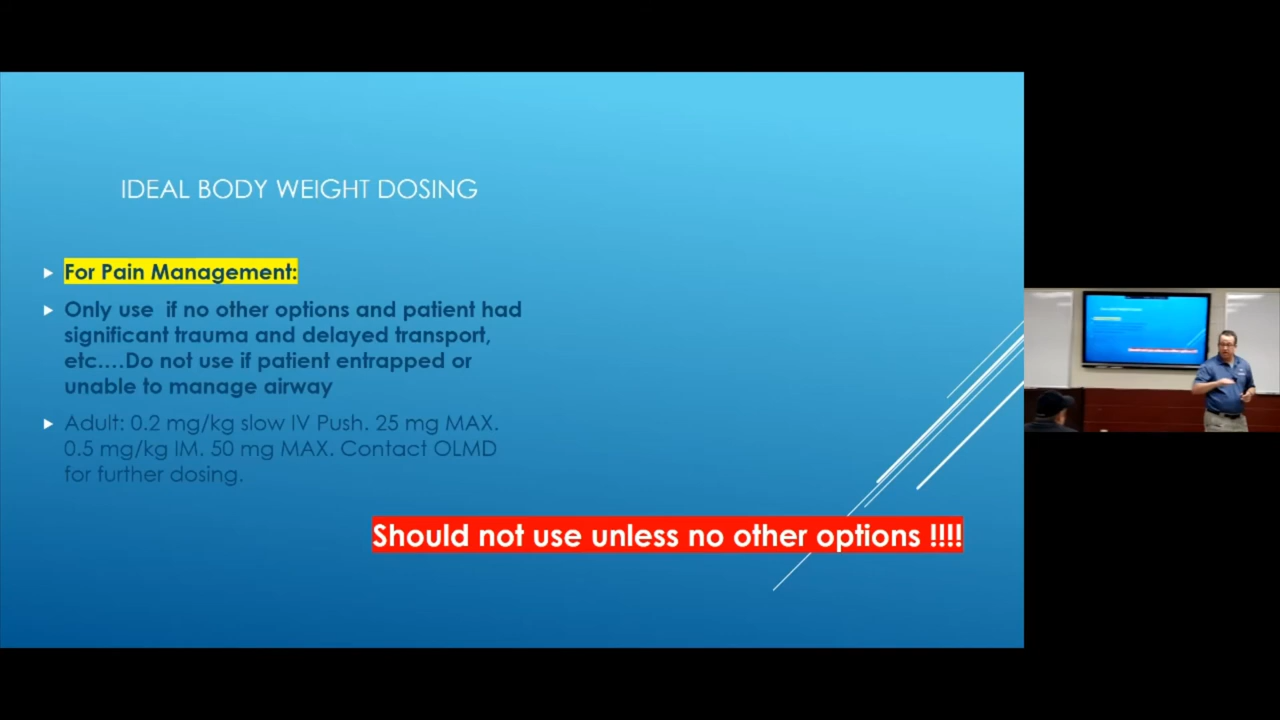 IDEAL BODY WEIGHT DOSING
For Pain Management:
Only use if no other options and patient had
significant trauma and delayed transport,
etc....Do not use if patient entrapped or
unable to manage airway
Adult: 0.2 mg/kg slow IV Push. 25 mg MAX.
0.5 mg/kg IM. 50 mg MAX. Contact OLMD
for further dosing.
Should not use unless no other options !!!!